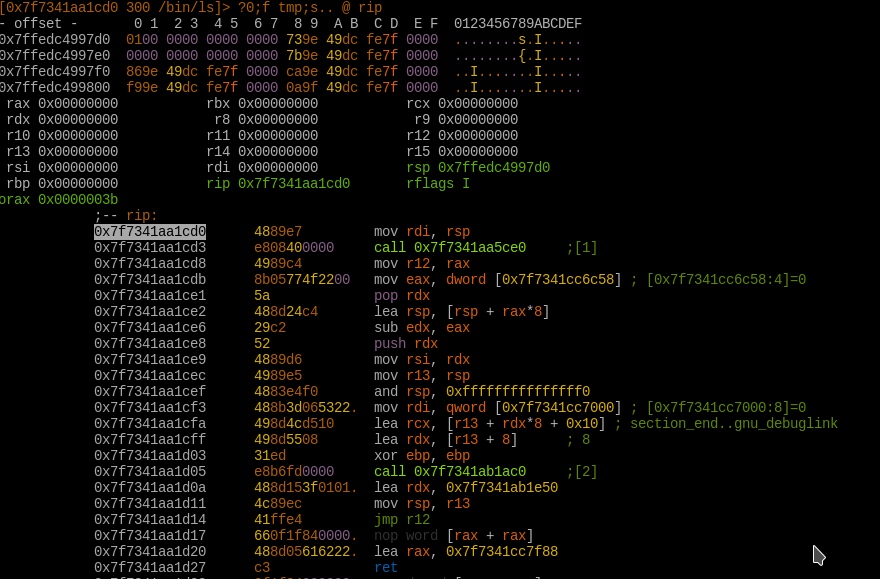 [0x7f7341aa1cd0 300 /bin/ls]> ?0;f tmp;s.. @ rip
- offset -       0 1  2 3  4 5  6 7  8 9  A B  C D  E F  0123456789ABCDEF
0x7ffedc4997d0  0100 0000 0000 0000 739e 49dc fe7f 0000  ........s.I.....
0x7ffedc4997e0  0000 0000 0000 0000 7b9e 49dc fe7f 0000  ........{.I.....
0x7ffedc4997f0  869e 49dc fe7f 0000 ca9e 49dc fe7f 0000  ..I.......I.....
0x7ffedc499800  f99e 49dc fe7f 0000 0a9f 49dc fe7f 0000  ..I.......I.....
rax 0x00000000           rbx 0x00000000           rcx 0x00000000
rdx 0x00000000            r8 0x00000000            r9 0x00000000
r10 0x00000000           r11 0x00000000           r12 0x00000000
r13 0x00000000           r14 0x00000000           r15 0x00000000
rsi 0x00000000           rdi 0x00000000           rsp 0x7ffedc4997d0
rbp 0x00000000           rip 0x7f7341aa1cd0       rflags I
orax 0x0000003b
;-- rip:
0x7f7341aa1cd0      4889e7         mov rdi, rsp
0x7f7341aa1cd3      e808400000     call 0x7f7341aa5ce0     ;[1]
0x7f7341aa1cd8      4989c4         mov r12, rax
0x7f7341aa1cdb      8b05774f2200   mov eax, dword [0x7f7341cc6c58] ; [0x7f7341cc6c58:4]=0
0x7f7341aa1ce1      5a             pop rdx
0x7f7341aa1ce2      488d24c4       lea rsp, [rsp + rax*8]
0x7f7341aa1ce6      29c2           sub edx, eax
0x7f7341aa1ce8      52             push rdx
0x7f7341aa1ce9      4889d6         mov rsi, rdx
0x7f7341aa1cec      4989e5         mov r13, rsp
0x7f7341aa1cef      4883e4f0       and rsp, 0xfffffffffffffff0
0x7f7341aa1cf3      488b3d065322.  mov rdi, qword [0x7f7341cc7000] ; [0x7f7341cc7000:8]=0
0x7f7341aa1cfa      498d4cd510     lea rcx, [r13 + rdx*8 + 0x10] ; section_end..gnu_debuglink
0x7f7341aa1cff      498d5508       lea rdx, [r13 + 8]      ; 8
0x7f7341aa1d03      31ed           xor ebp, ebp
0x7f7341aa1d05      e8b6fd0000     call 0x7f7341ab1ac0     ;[2]
0x7f7341aa1d0a      488d153f0101.  lea rdx, 0x7f7341ab1e50
0x7f7341aa1d11      4c89ec         mov rsp, r13
0x7f7341aa1d14      41ffe4         jmp r12
0x7f7341aa1d17      660f1f840000.  nop word [rax + rax]
0x7f7341aa1d20      488d05616222.  lea rax, 0x7f7341cc7f88
0x7f7341aa1d27      c3             ret